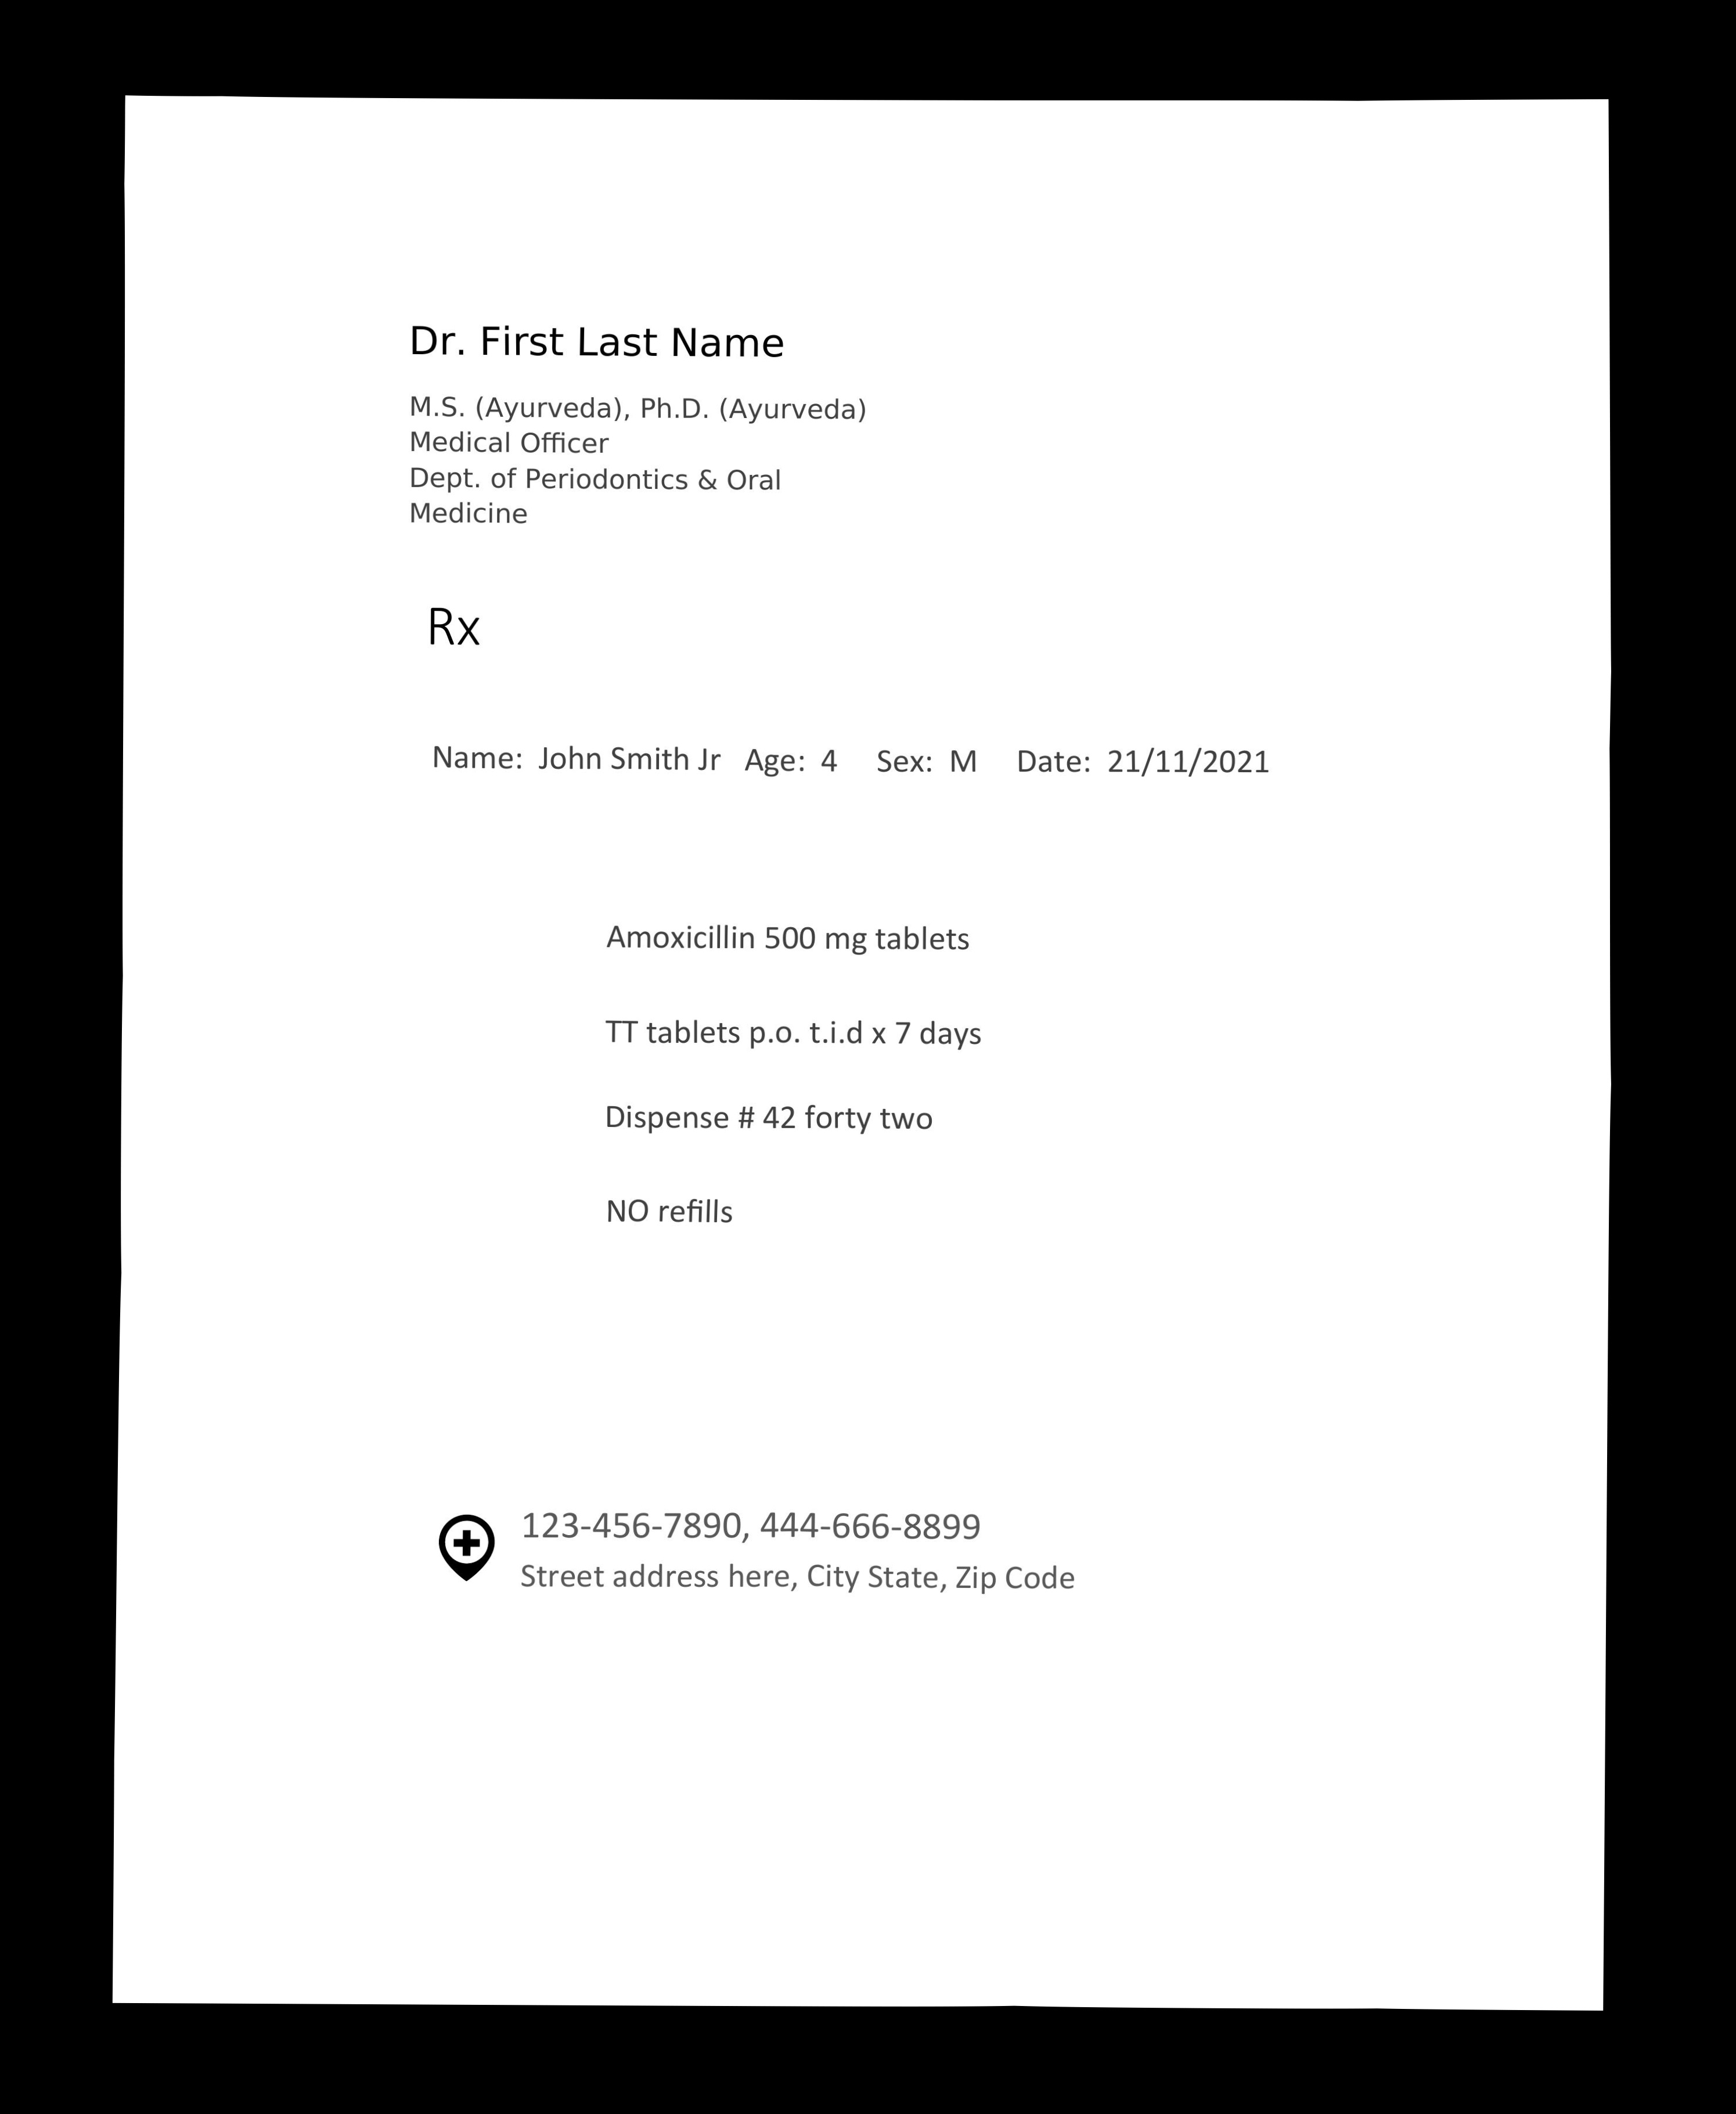 Dr. First Last Name
M.S. (Ayurveda), Ph.D. (Ayurveda)
Medical Officer
Dept. of Periodontics & Oral
Medicine
Rx
Name: John Smith Jr Age: 4 Sex: M Date: 21/11/2021
Amoxicillin 500 mg tablets
TT tablets p.o. t.i.d x 7 days
Dispense # 42 forty two
NO refills
123-456-7890, 444-666-8899
Street address here, City State, Zip Code